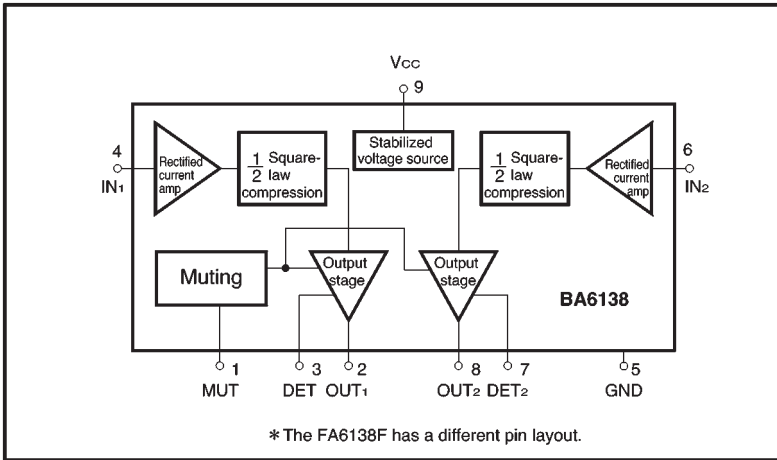 Vcc
9
4
IN1
Rectified
current
amp
1/2 Square-
law
compression
Stabilized
voltage source
1/2 Square-
law
compression
Rectified
current
amp
6
IN2
Muting
Output
stage
Output
stage
BA6138
1
MUT
3
DET
2
OUT1
8
OUT2
7
DET2
5
GND
* The FA6138F has a different pin layout.